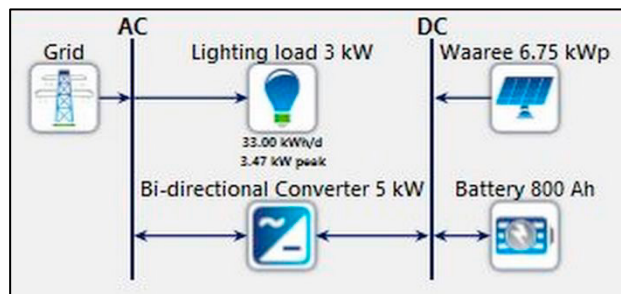 AC
DC
Grid
Lighting load 3 kW
Waaree 6.75 kWp
33.00 kWh/d
3.47 kW peak
Bi-directional Converter 5 kW
Battery 800 Ah